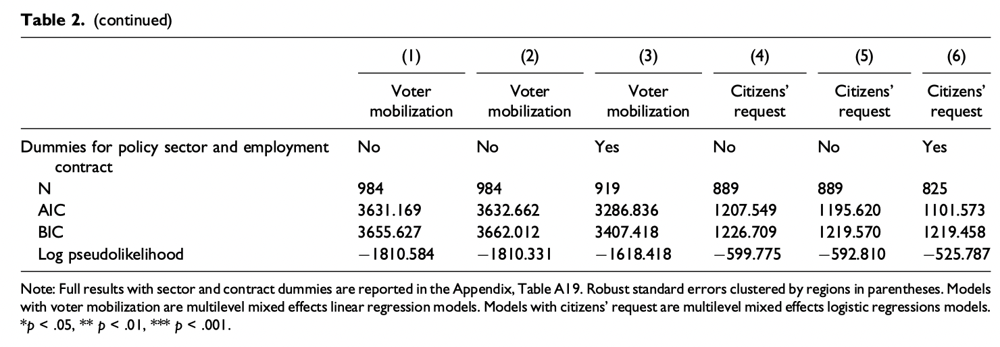 Table 2. (continued)
(1) (2) (3) (4) (5) (6)
Voter Voter Voter Citizens’ Citizens’ Citizens’
mobilization mobilization mobilization request request request
Dummies for policy sector and employment No No Yes No No Yes
contract
N 984 984 919 889 889 825
AIC 3631.169 3632.662 3286.836 1207.549 1195.620 1101.573
BIC 3655.627 3662.012 3407.418 1226.709 1219.570 1219.458
Log pseudolikelihood −1810.584 −1810.331 −1618.418 −599.775 −592.810 −525.787
Note: Full results with sector and contract dummies are reported in the Appendix, Table A19. Robust standard errors clustered by regions in parentheses. Models
with voter mobilization are multilevel mixed effects linear regression models. Models with citizens’ request are multilevel mixed effects logistic regressions models.
*p < .05, ** p < .01, *** p < .001.